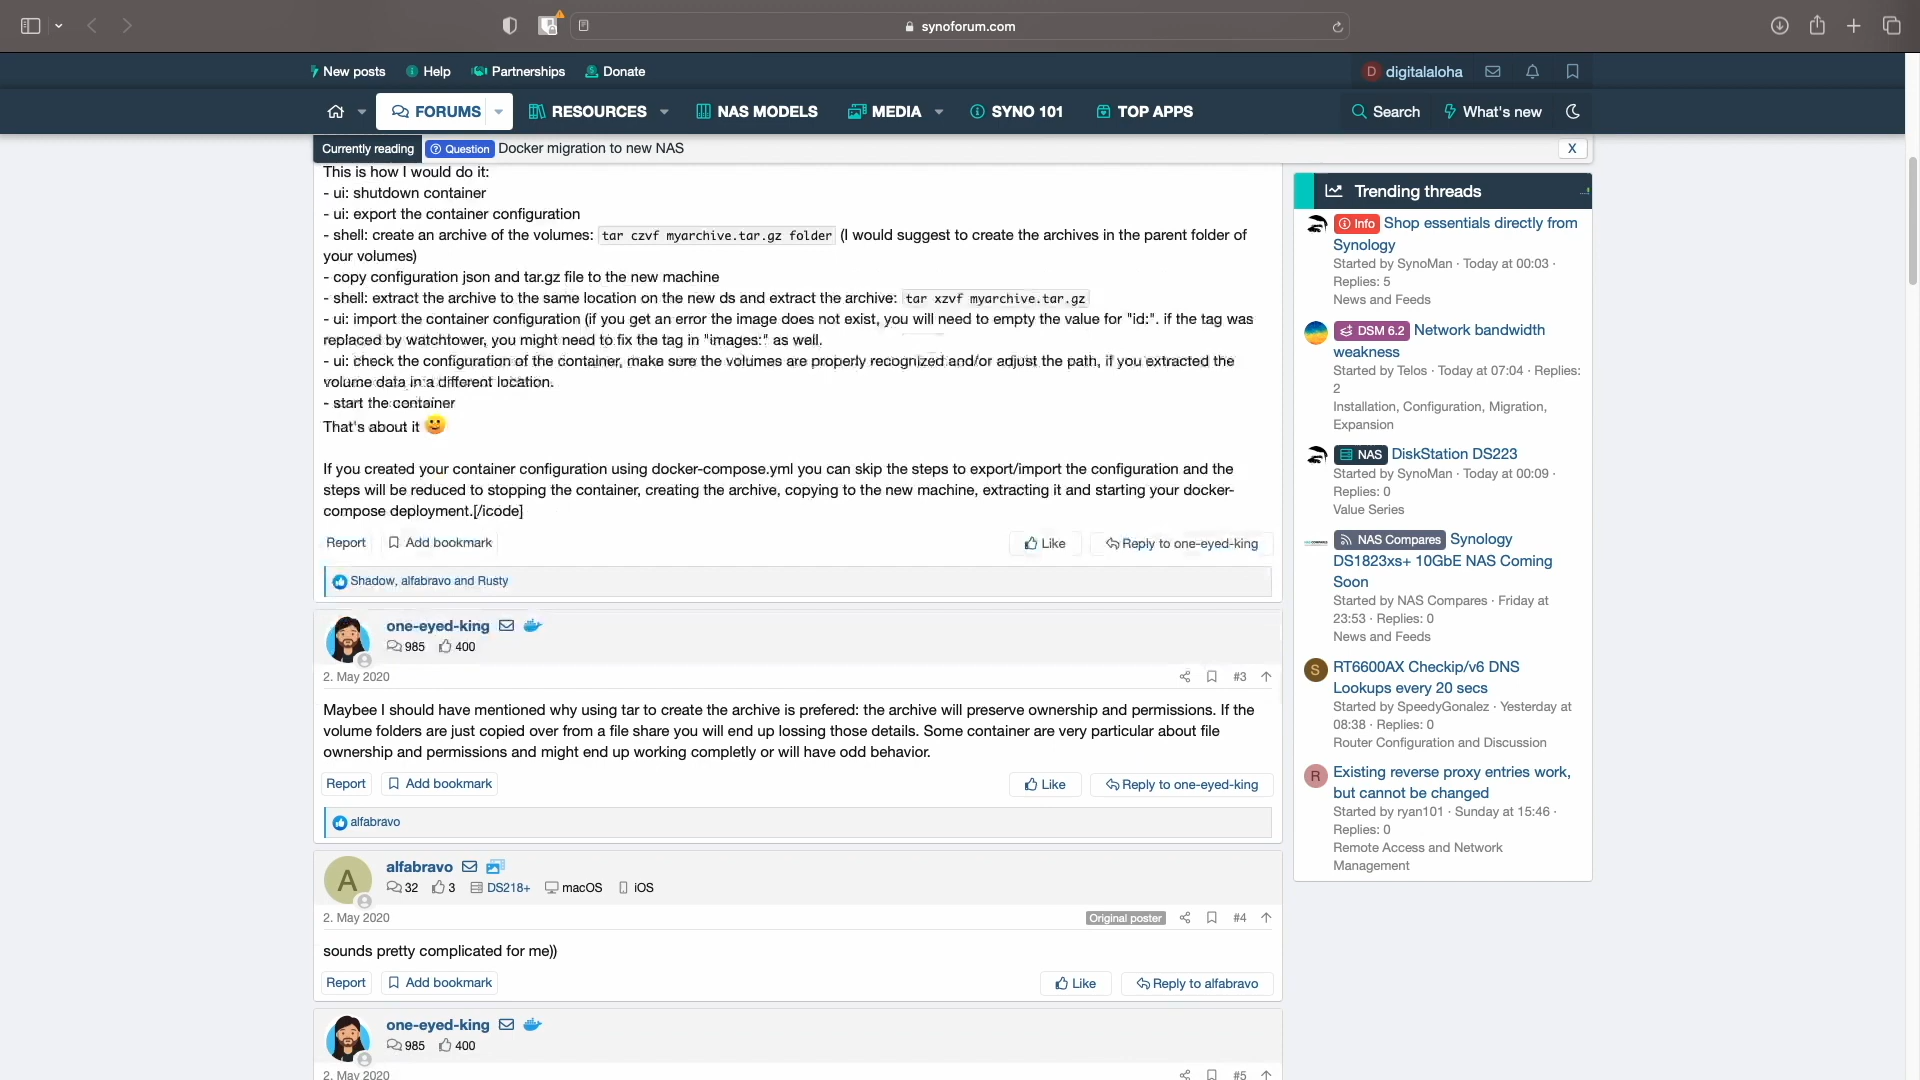 synoforum.com
New posts Help Partnerships Donate
D digitalaloha
FORUMS RESOURCES NAS MODELS MEDIA SYNO 101 TOP APPS
Search What's new
Currently reading Question Docker migration to new NAS X
This is how I would do it:
- ui: shutdown container
- ui: export the container configuration
- shell: create an archive of the volumes: tar czvf myarchive.tar.gz folder (I would suggest to create the archives in the parent folder of
your volumes)
- copy configuration json and tar.gz file to the new machine
- shell: extract the archive to the same location on the new ds and extract the archive: tar xzvf myarchive.tar.gz
- ui: import the container configuration (if you get an error the image does not exist, you will need to empty the value for "id:". if the tag was
replaced by watchtower, you might need to fix the tag in "images:" as well.
- ui: check the configuration of the container, make sure the volumes are properly recognized and/or adjust the path, if you extracted the
volume data in a different location.
- start the container
That's about it
If you created your container configuration using docker-compose.yml you can skip the steps to export/import the configuration and the
steps will be reduced to stopping the container, creating the archive, copying to the new machine, extracting it and starting your docker-
compose deployment.[/icode]
Report Add bookmark Like Reply to one-eyed-king
Shadow, alfabravo and Rusty
one-eyed-king
985 400
2. May 2020 #3
Maybee I should have mentioned why using tar to create the archive is prefered: the archive will preserve ownership and permissions. If the
volume folders are just copied over from a file share you will end up lossing those details. Some container are very particular about file
ownership and permissions and might end up working completly or will have odd behavior.
Report Add bookmark Like Reply to one-eyed-king
alfabravo
A alfabravo
32 3 DS218+ macOS iOS
2. May 2020 Original poster #4
sounds pretty complicated for me))
Report Add bookmark Like Reply to alfabravo
one-eyed-king
985 400
2. May 2020 #5
Trending threads
Info Shop essentials directly from
Synology
Started by SynoMan · Today at 00:03 ·
Replies: 5
News and Feeds
DSM 6.2 Network bandwidth
weakness
Started by Telos · Today at 07:04 · Replies:
2
Installation, Configuration, Migration,
Expansion
NAS DiskStation DS223
Started by SynoMan · Today at 00:09 ·
Replies: 0
Value Series
NAS Compares Synology
DS1823xs+ 10GbE NAS Coming
Soon
Started by NAS Compares · Friday at
23:53 · Replies: 0
News and Feeds
S RT6600AX Checkip/v6 DNS
Lookups every 20 secs
Started by SpeedyGonalez · Yesterday at
08:38 · Replies: 0
Router Configuration and Discussion
R Existing reverse proxy entries work,
but cannot be changed
Started by ryan101 · Sunday at 15:46 ·
Replies: 0
Remote Access and Network
Management